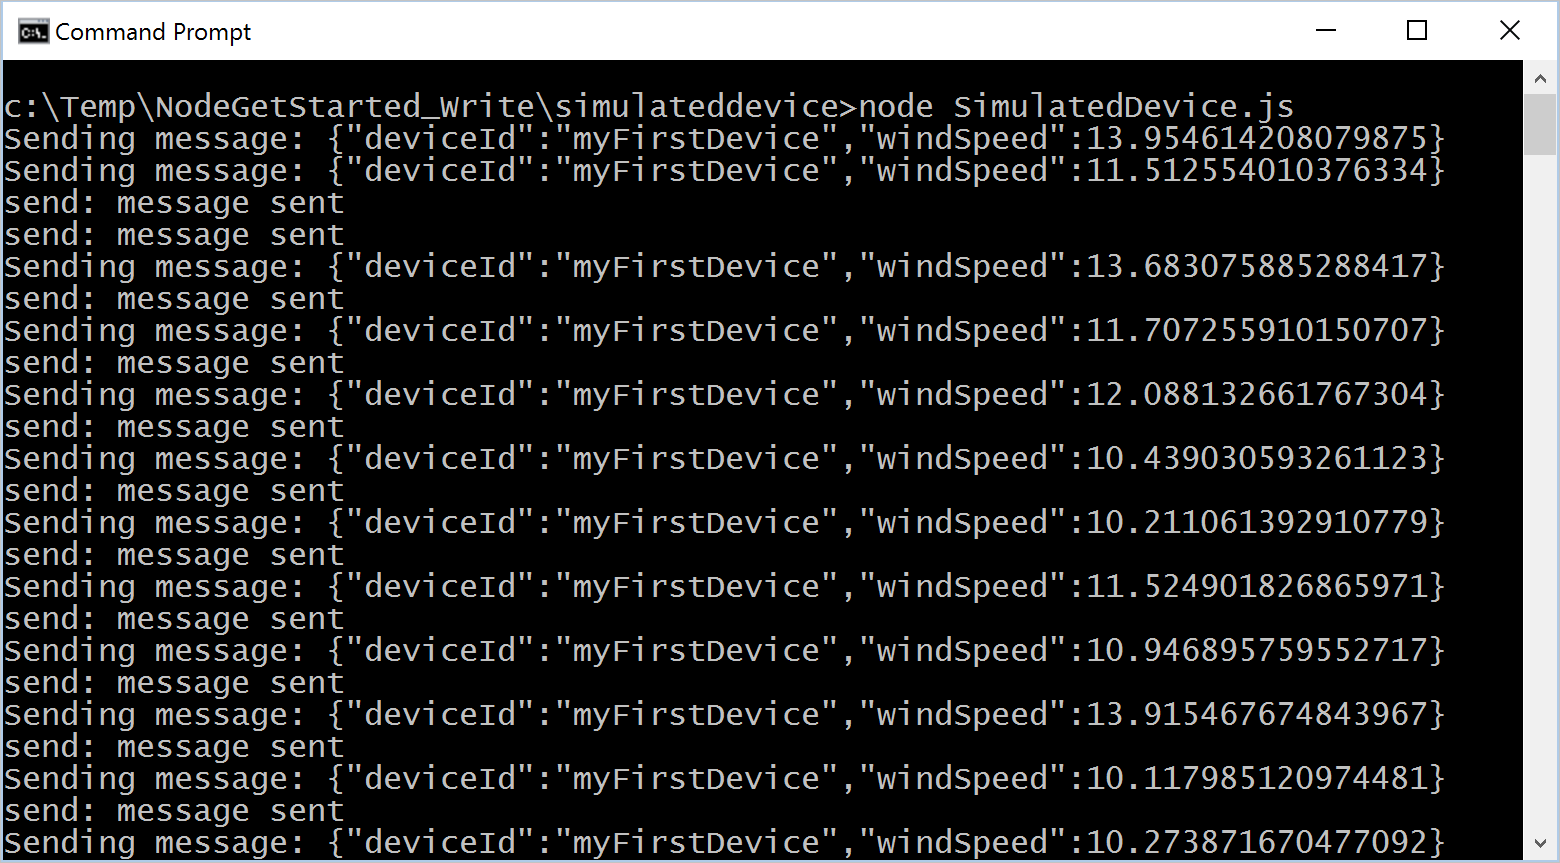 Command Prompt
c:\Temp\NodeGetStarted_Write\simulateddevice>node SimulatedDevice.js
Sending message: {"deviceId":"myFirstDevice","windSpeed":13.954614208079875}
Sending message: {"deviceId":"myFirstDevice","windSpeed":11.512554010376334}
send: message sent
send: message sent
Sending message: {"deviceId":"myFirstDevice","windSpeed":13.683075885288417}
send: message sent
Sending message: {"deviceId":"myFirstDevice","windSpeed":11.707255910150707}
send: message sent
Sending message: {"deviceId":"myFirstDevice","windSpeed":12.088132661767304}
send: message sent
Sending message: {"deviceId":"myFirstDevice","windSpeed":10.439030593261123}
send: message sent
Sending message: {"deviceId":"myFirstDevice","windSpeed":10.211061392910779}
send: message sent
Sending message: {"deviceId":"myFirstDevice","windSpeed":11.524901826865971}
send: message sent
Sending message: {"deviceId":"myFirstDevice","windSpeed":10.946895759552717}
send: message sent
Sending message: {"deviceId":"myFirstDevice","windSpeed":13.915467674843967}
send: message sent
Sending message: {"deviceId":"myFirstDevice","windSpeed":10.117985120974481}
send: message sent
Sending message: {"deviceId":"myFirstDevice","windSpeed":10.273871670477092}